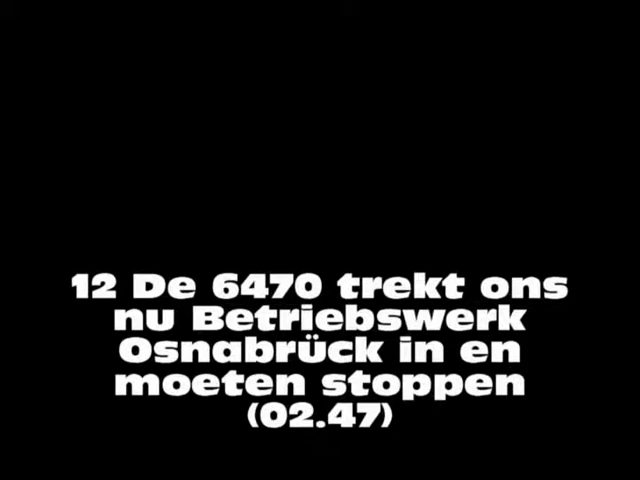 12 De 6470 trekt ons
nu Betriebswerk
Osnabrück in en
moeten stoppen
(02.47)